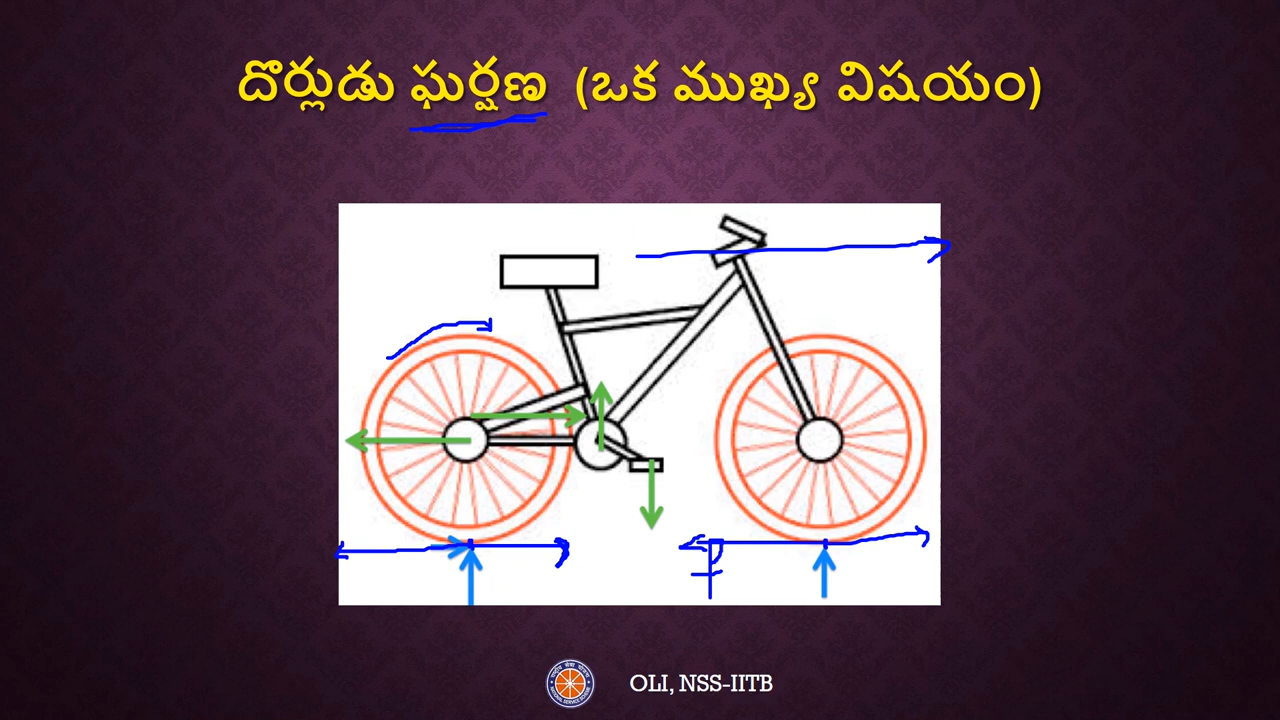 దొర్లుడు ఘర్షణ (ఒక ముఖ్య విషయం)
F
OLI, NSS-IITB